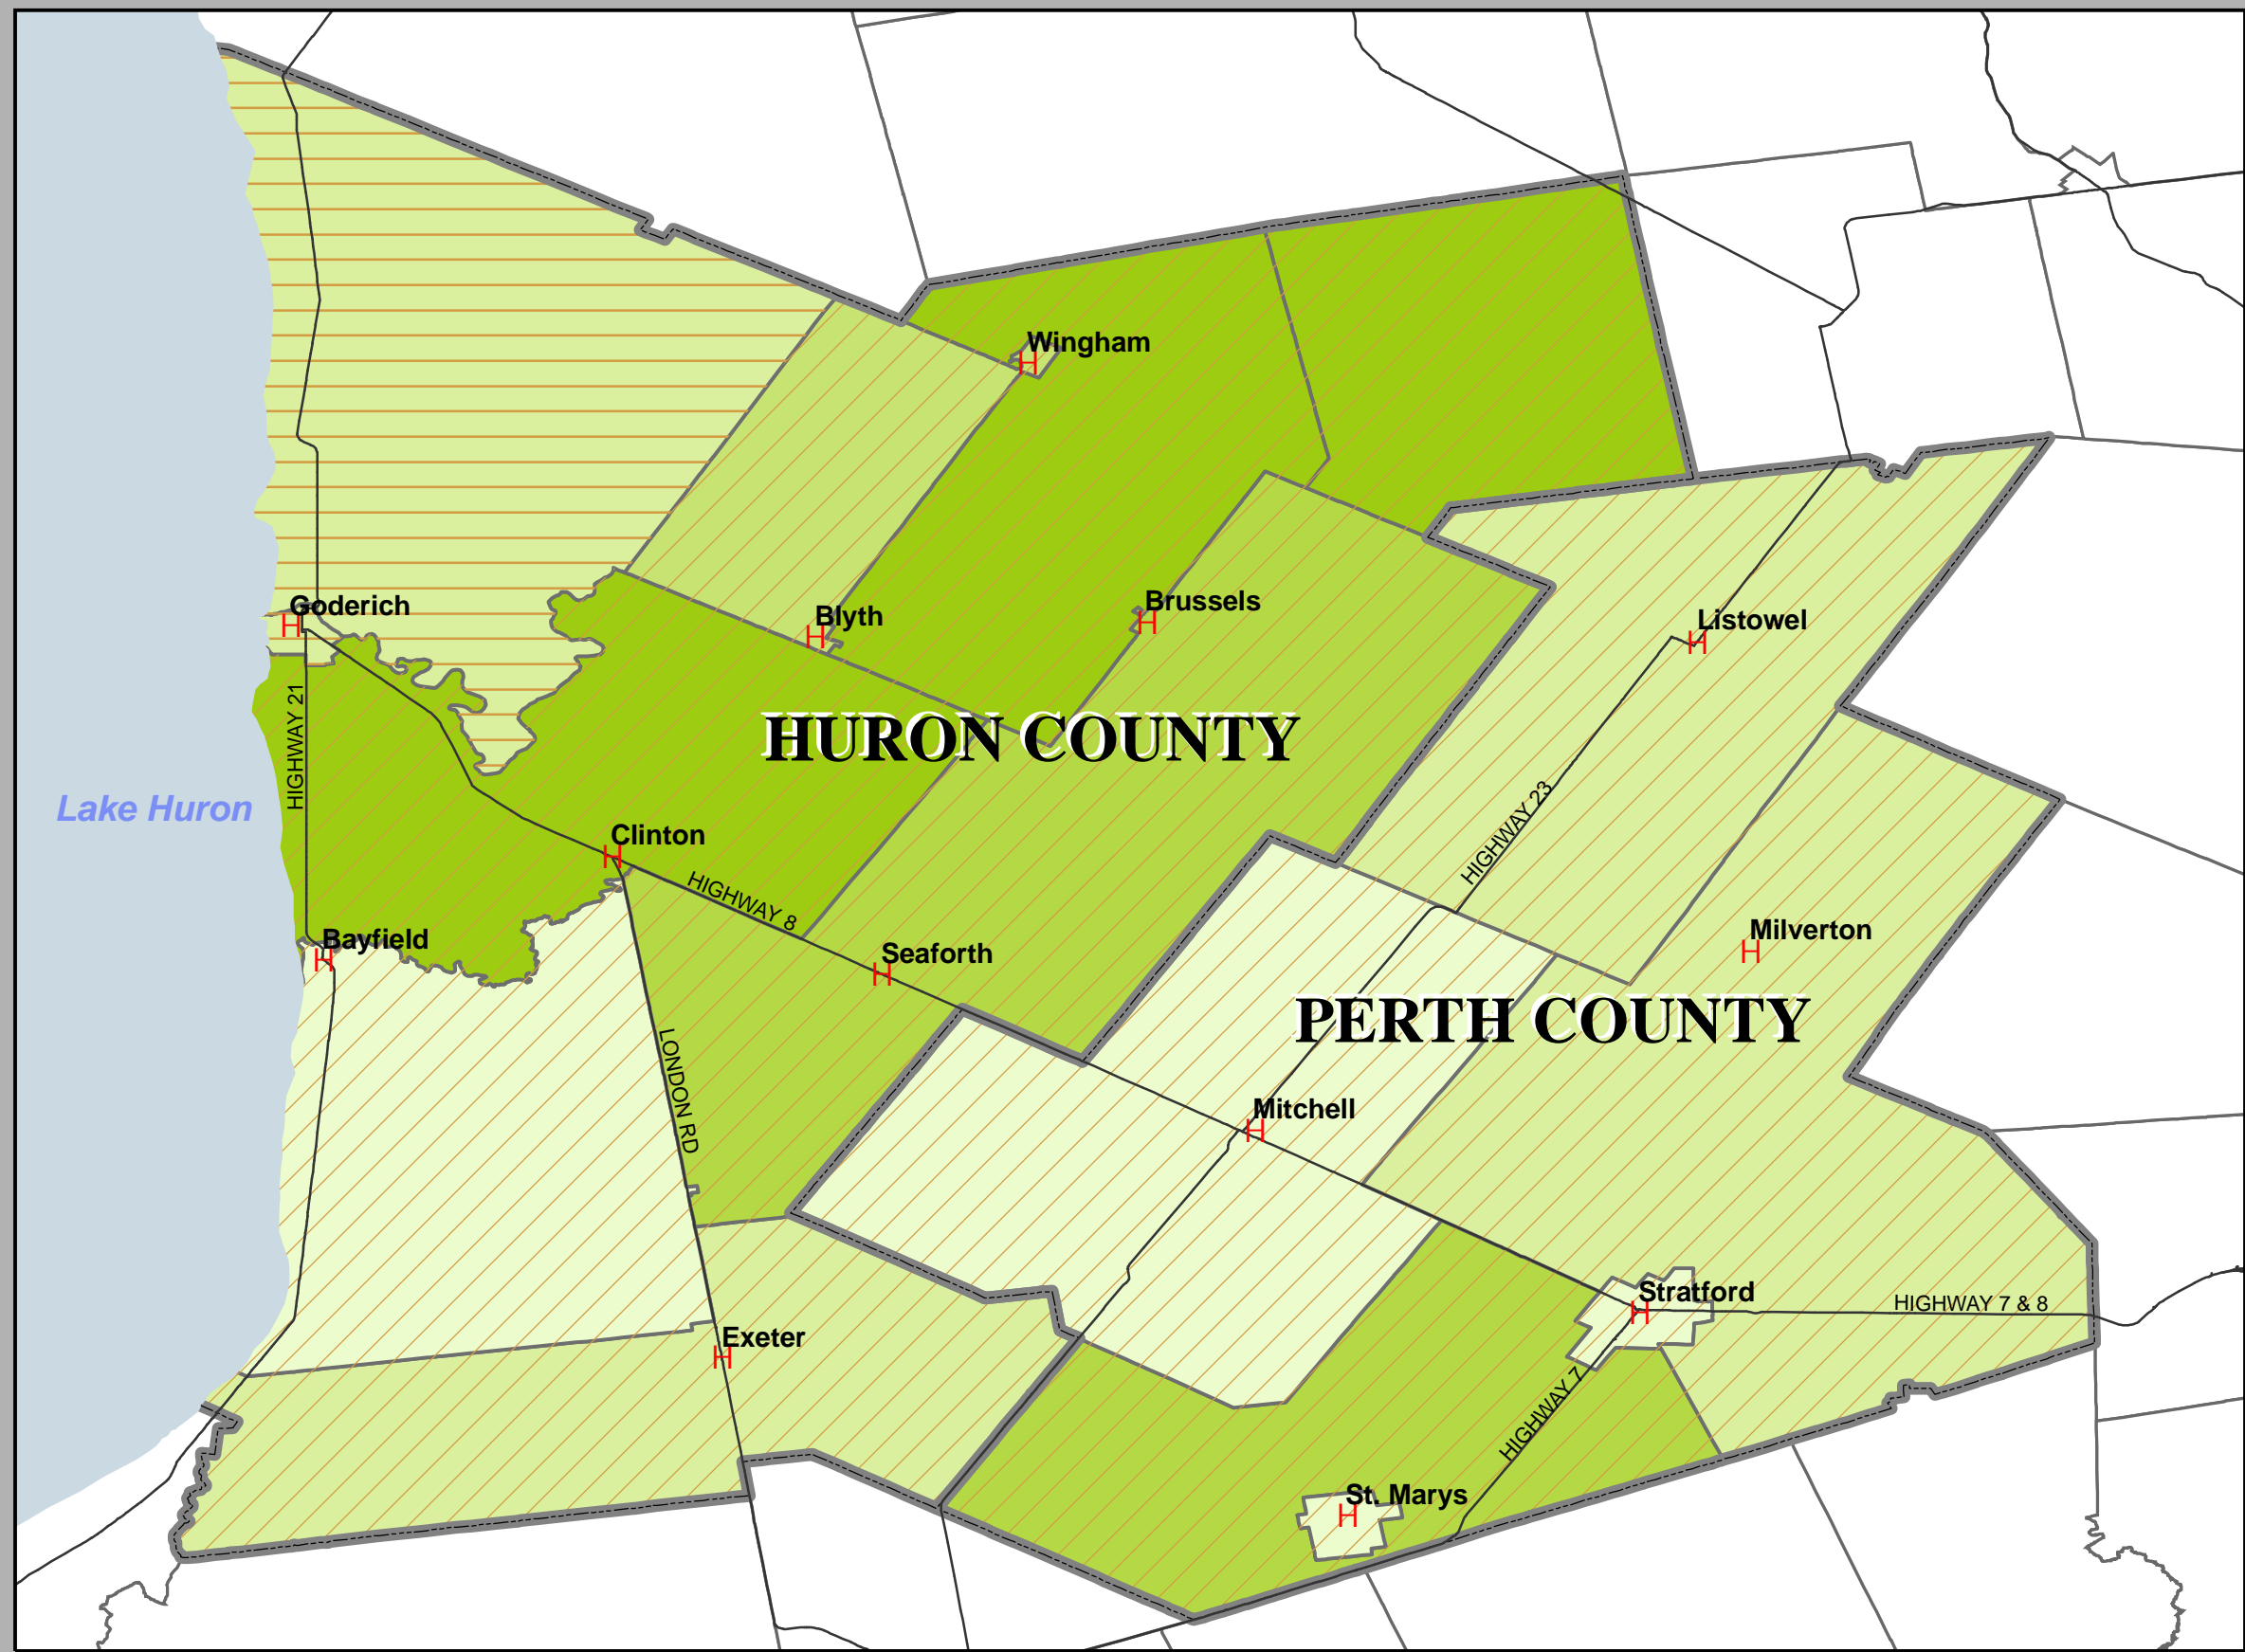 Wingham
H
Goderich
H
Blyth
H
Brussels
H
Listowel
H
HIGHWAY 21
HURON COUNTY
Lake Huron
HIGHWAY 23
Clinton
H
HIGHWAY 8
Bayfield
H
Seaforth
H
Milverton
H
PERTH COUNTY
LONDON RD
Mitchell
H
Stratford
H
HIGHWAY 7 & 8
Exeter
H
HIGHWAY 7
St. Marys
H